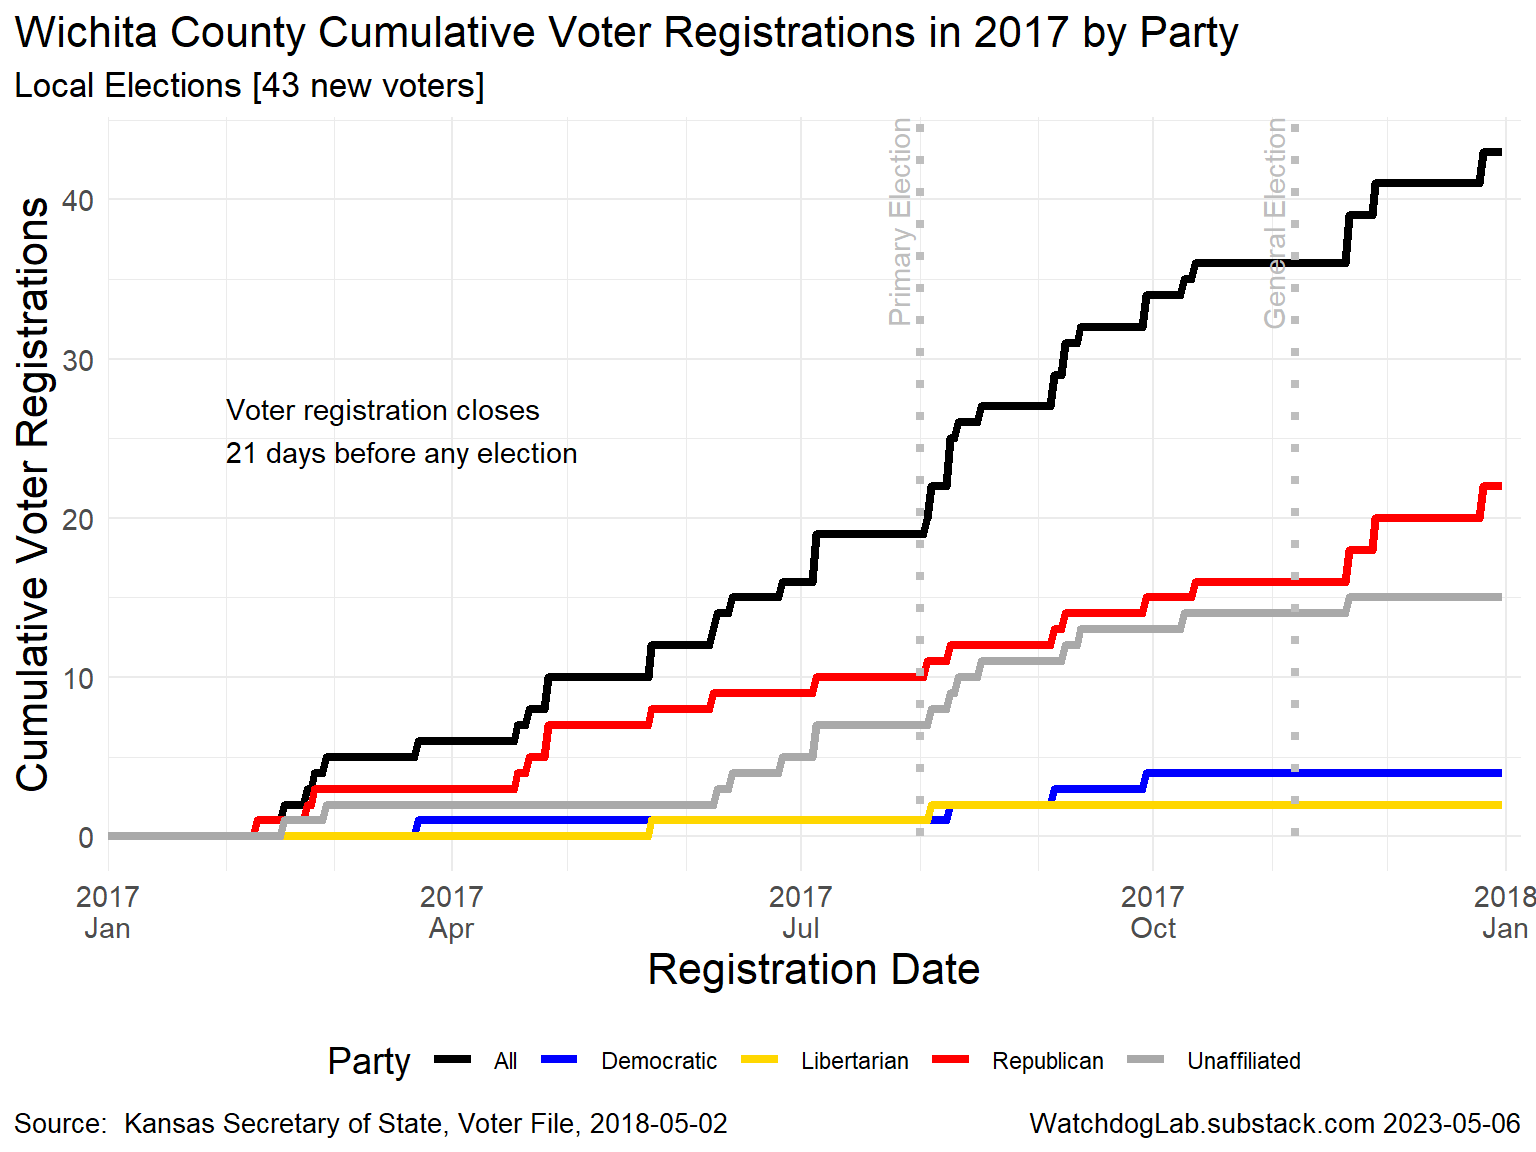 Wichita County Cumulative Voter Registrations in 2017 by Party
Local Elections [43 new voters]
Cumulative Voter Registrations
40
30
20
10
0
Primary Election
General Election
Voter registration closes
21 days before any election
2017
Jan
2017
Apr
2017
Jul
2017
Oct
2018
Jan
Registration Date
Party All Democratic Libertarian Republican Unaffiliated
Source:  Kansas Secretary of State, Voter File, 2018-05-02
WatchdogLab.substack.com 2023-05-06